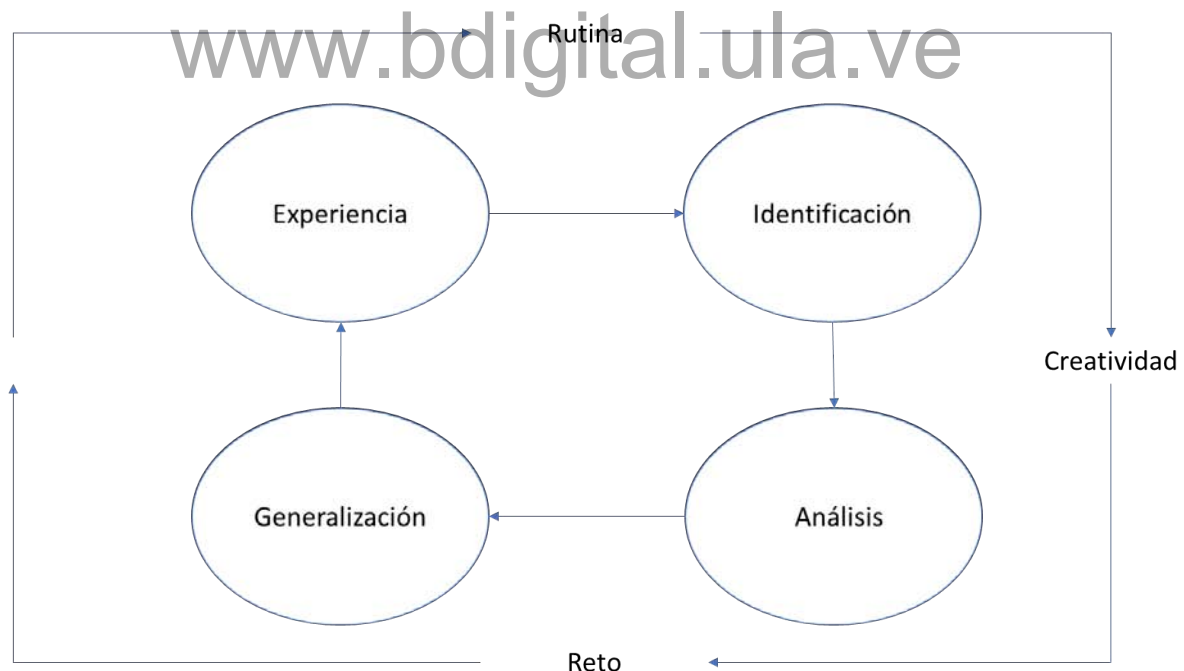 www.bdigital.ula.ve
Rutina
Experiencia
Identificación
Creatividad
Generalización
Análisis
Reto